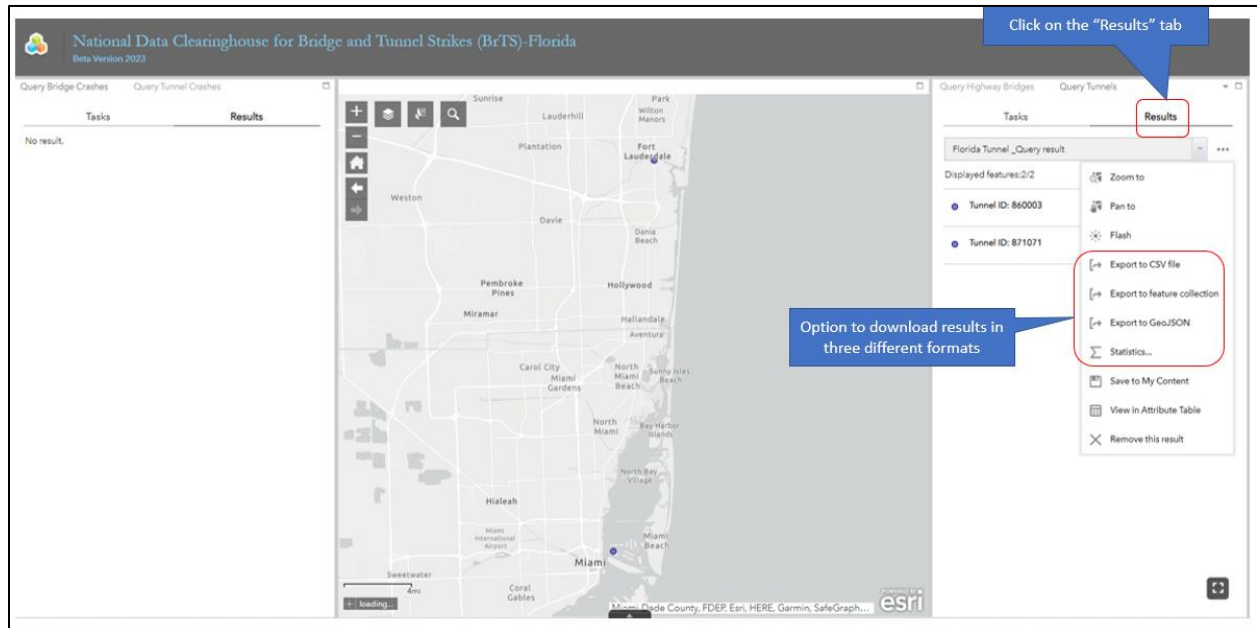 Click on the “Results” tab
National Data Clearinghouse for Bridge and Tunnel Strikes (BrTS)-Florida
Beta Version 2023
Query Bridge Crashes
Query Tunnel Crashes
Tasks
Results
No result.
Sunrise
Lauderhill
Park
Wilton
Manors
Plantation
Fort
Lauderdale
Weston
Davie
Dania
Beach
Pembroke
Pines
Hollywood
Miramar
Hallandale
Aventura
Carol City
Miami
Gardens
North
Miami
Beach
Sunny Isles
Beach
North
Miami
Bay Harbor
Islands
North Bay
Village
Hialeah
Miami
International
Airport
Miami
Beach
Miami
Sweetwater
Coral
Gables
4mi
loading...
Miami-Dade County, FDEP, Esri, HERE, Garmin, SafeGraph...
POWERED BY
esri
Query Highway Bridges
Query Tunnels
Tasks
Results
Florida Tunnel _Query result
Displayed features:2/2
Tunnel ID: 860003
Tunnel ID: 871071
Zoom to
Pan to
Flash
Export to CSV file
Export to feature collection
Export to GeoJSON
Statistics...
Save to My Content
View in Attribute Table
Remove this result
Option to download results in
three different formats